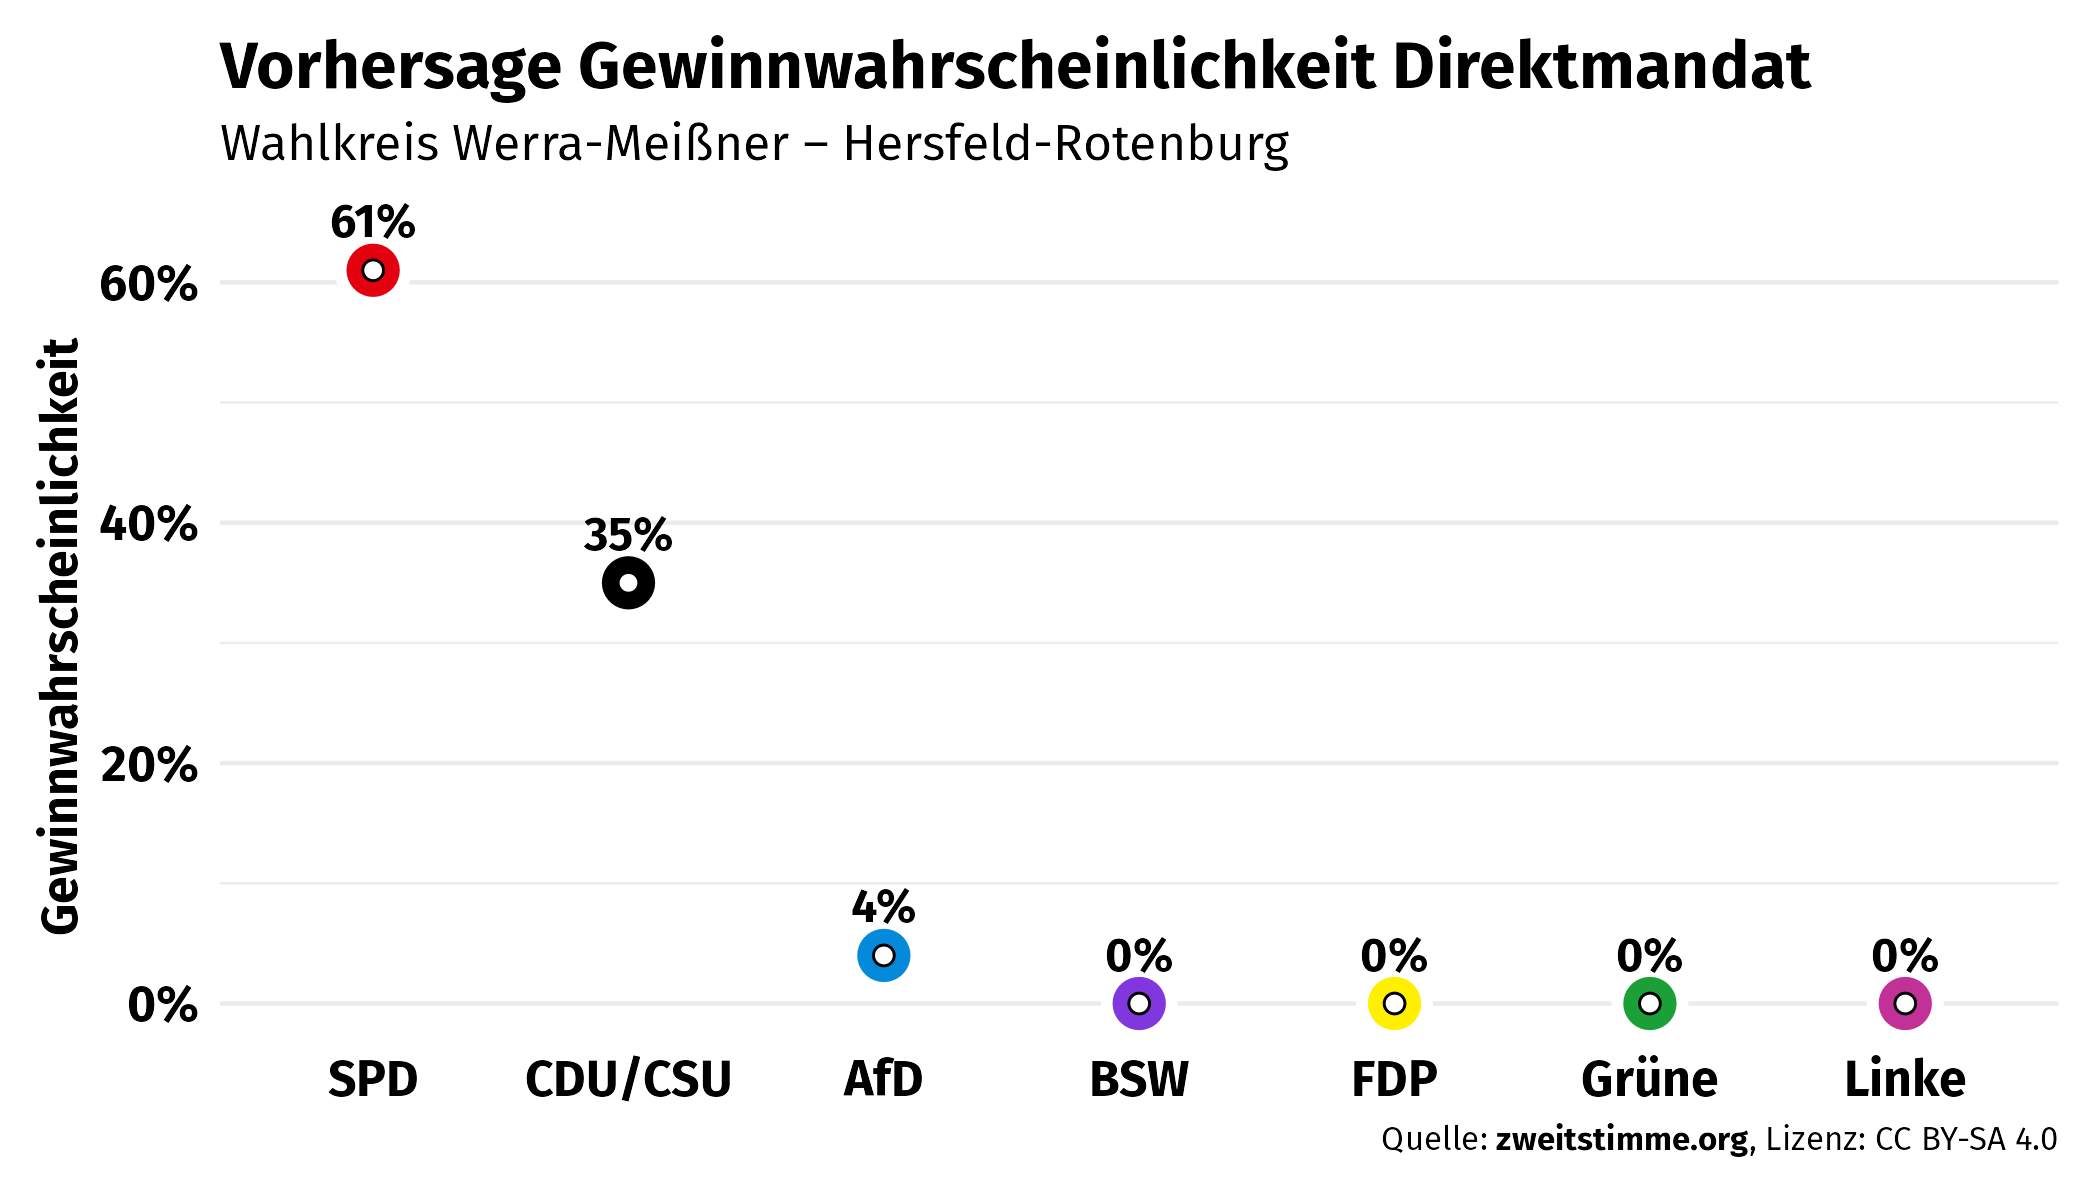 Vorhersage Gewinnwahrscheinlichkeit Direktmandat
Wahlkreis Werra-Meißner – Hersfeld-Rotenburg
Gewinnwahrscheinlichkeit
60%
40%
20%
0%
61%
35%
4%
0%
0%
0%
0%
SPD
CDU/CSU
AfD
BSW
FDP
Grüne
Linke
Quelle: zweitstimme.org, Lizenz: CC BY-SA 4.0